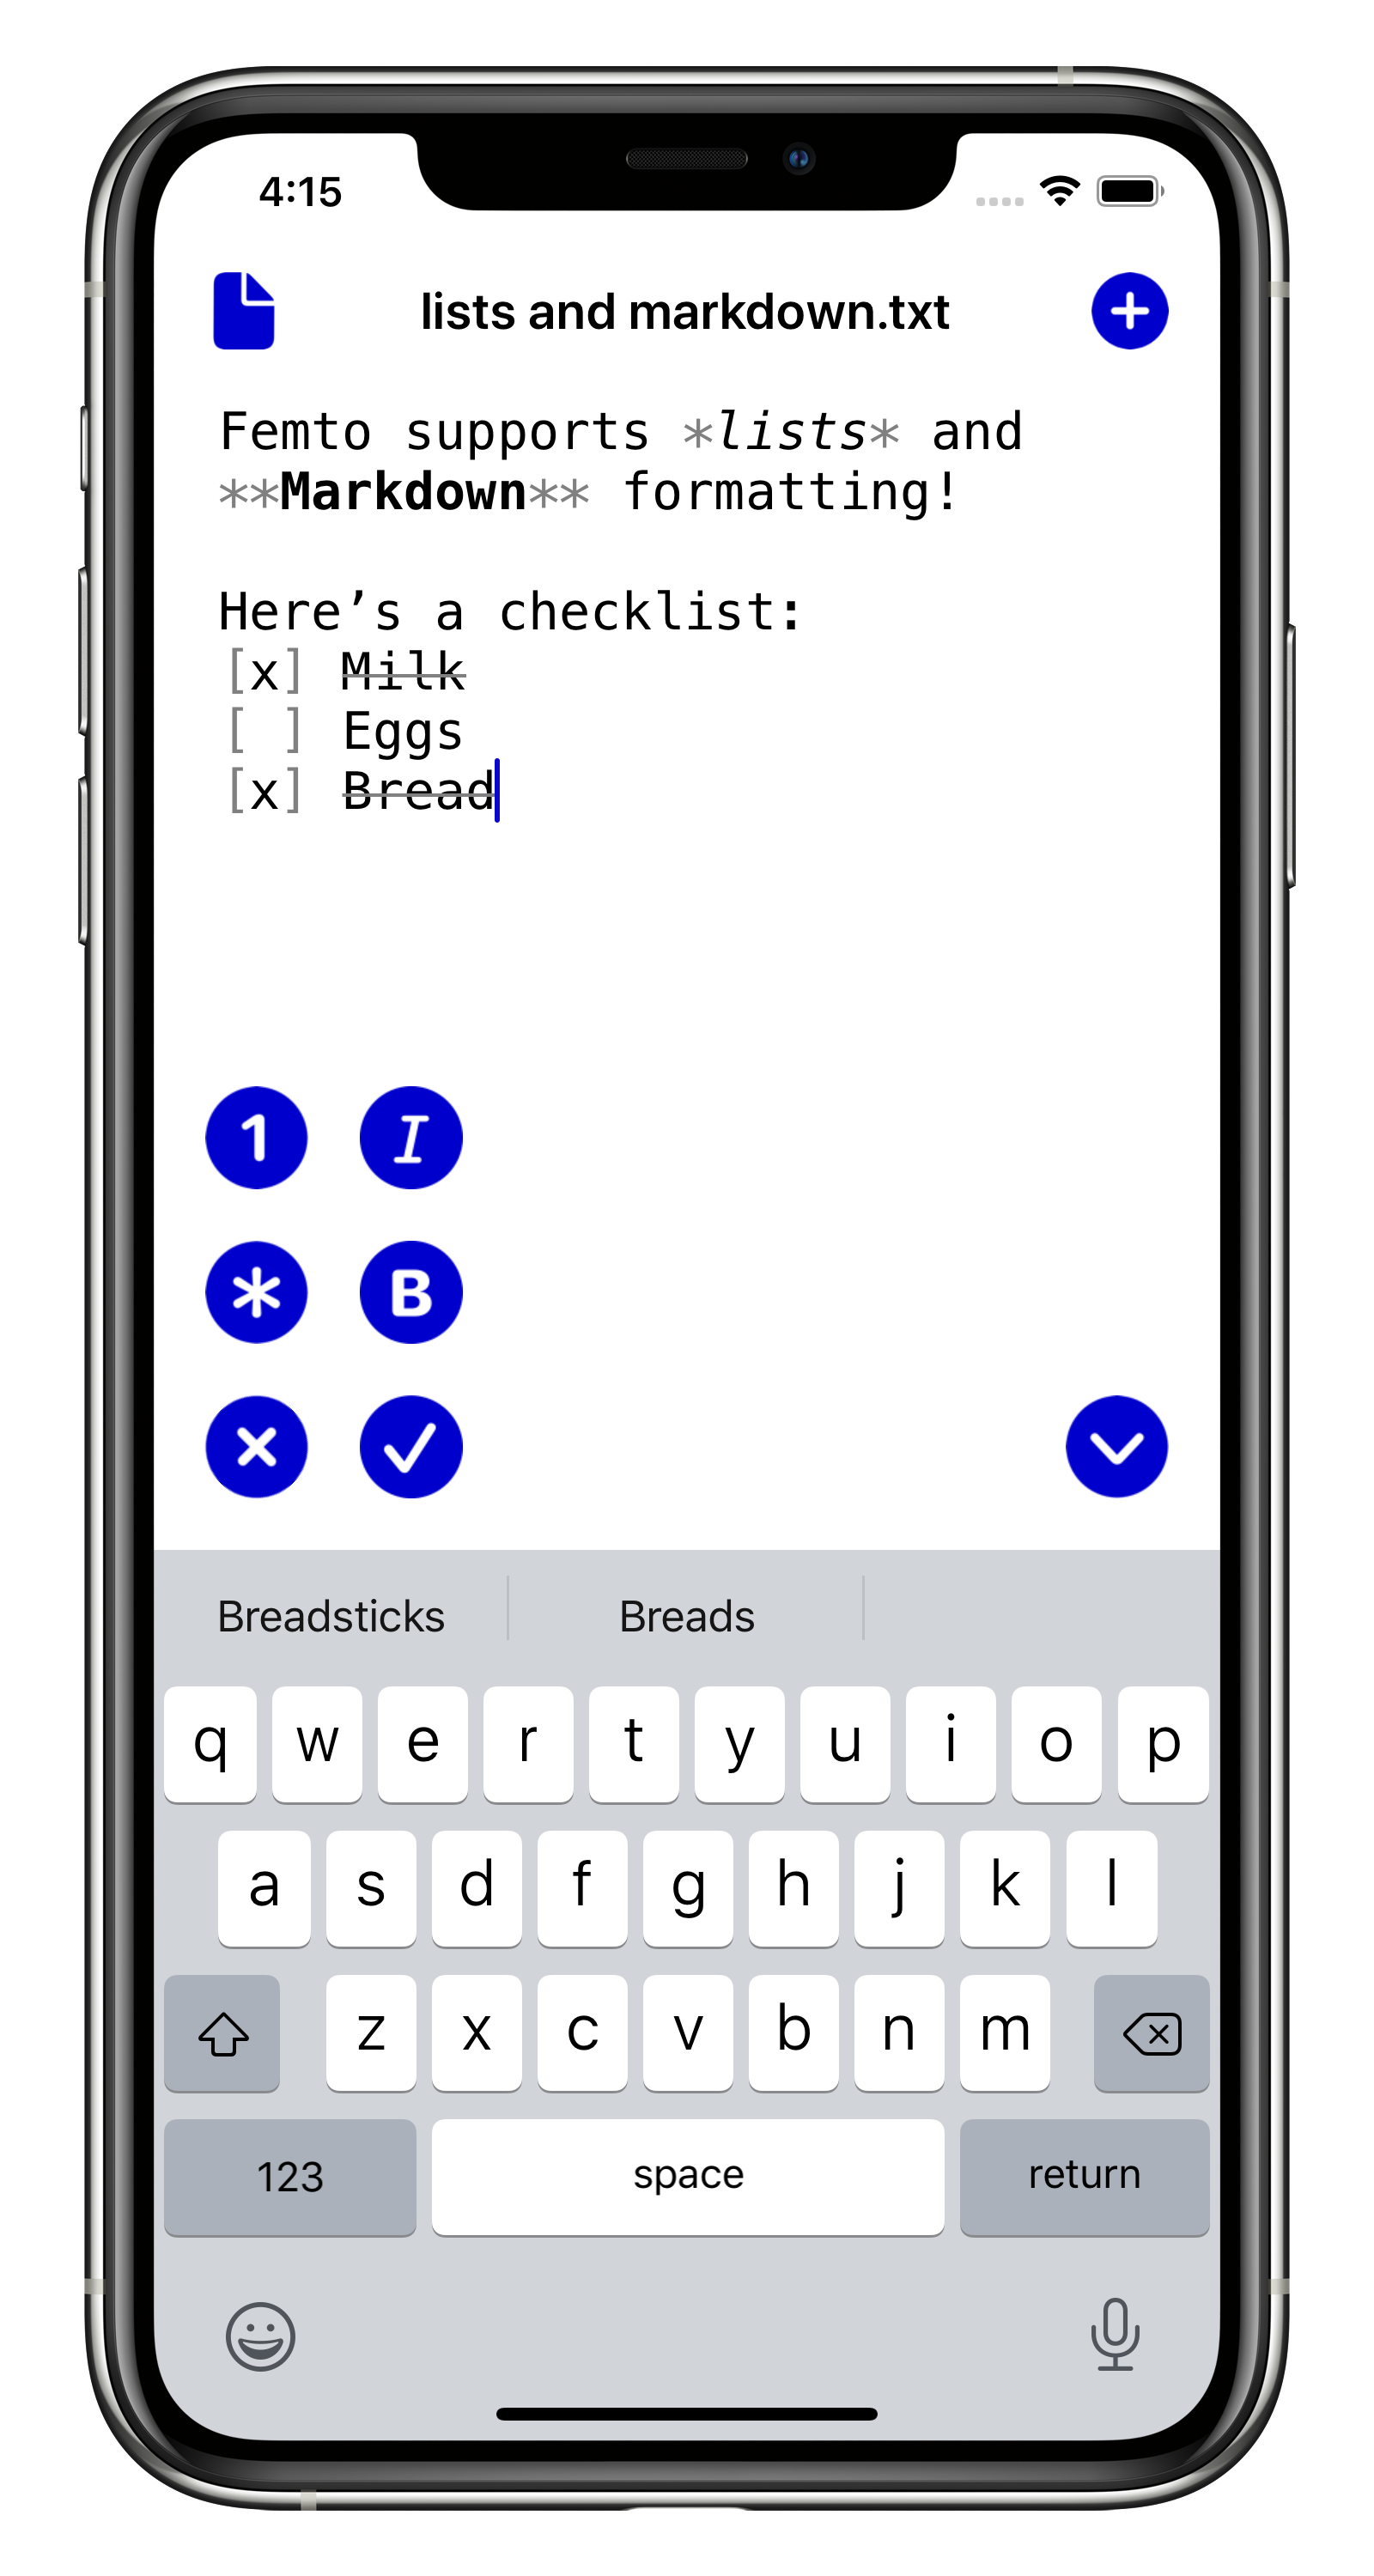 4:15
lists and markdown.txt
Femto supports *lists* and
**Markdown** formatting!
Here’s a checklist:
[x] Milk
[ ] Eggs
[x] Bread
1 I
* B
Breadsticks Breads
q w e r t y u i o p
a s d f g h j k l
z x c v b n m
123 space return